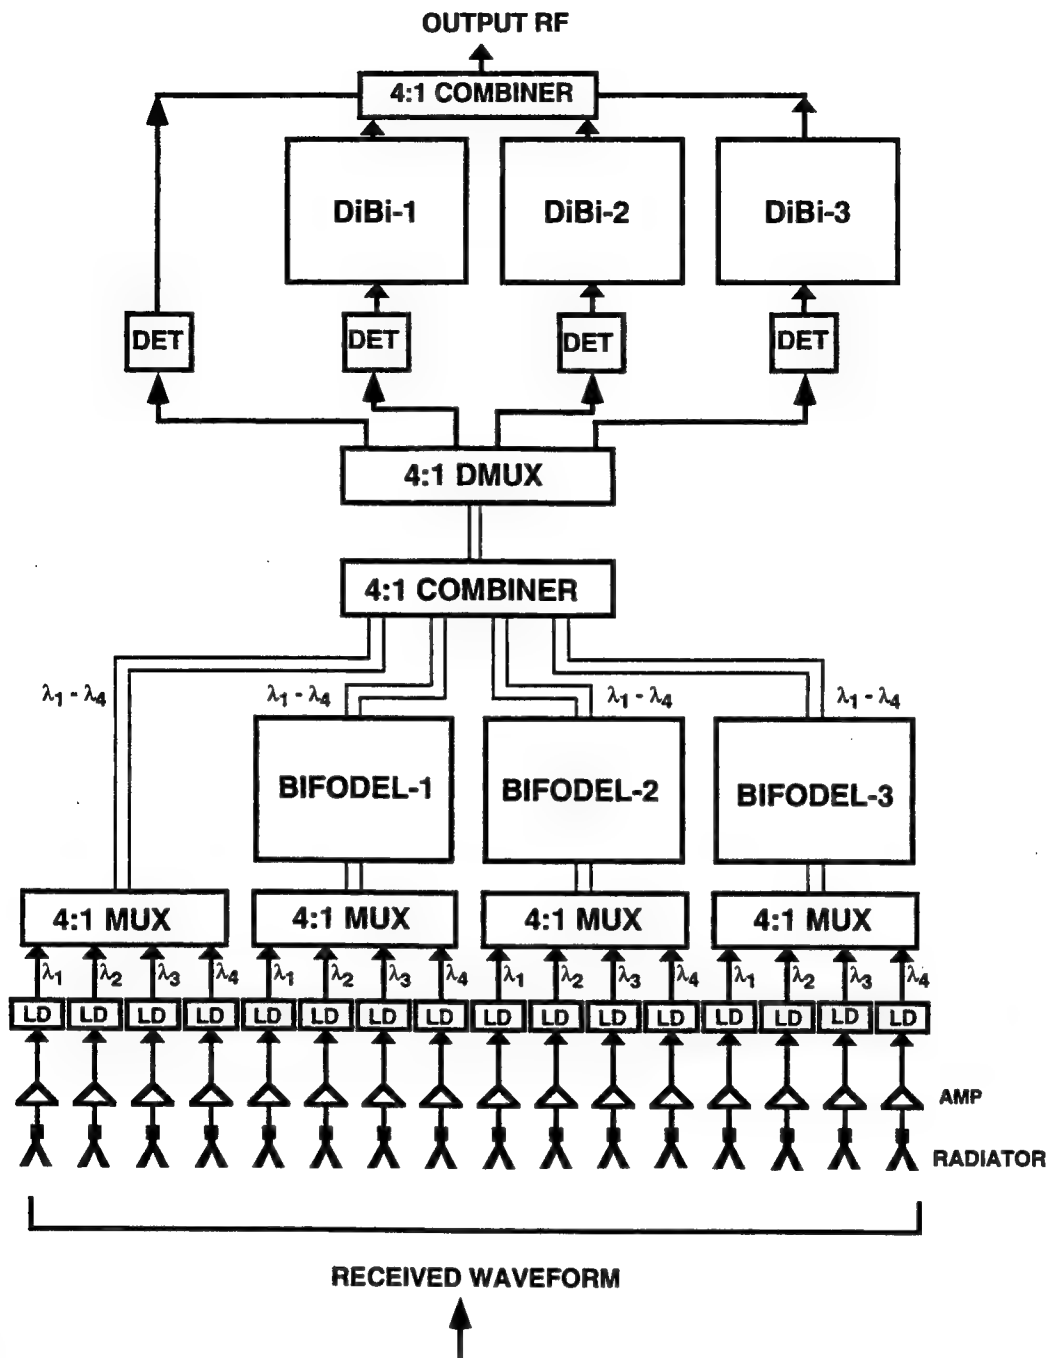 OUTPUT RF
4:1 COMBINER
DiBi-1 DiBi-2 DiBi-3
DET DET DET DET
4:1 DMUX
4:1 COMBINER
λ1 - λ4 λ1 - λ4 λ1 - λ4 λ1 - λ4
BIFODEL-1 BIFODEL-2 BIFODEL-3
4:1 MUX 4:1 MUX 4:1 MUX 4:1 MUX
λ1 λ2 λ3 λ4 λ1 λ2 λ3 λ4 λ1 λ2 λ3 λ4 λ1 λ2 λ3 λ4
LD LD LD LD LD LD LD LD LD LD LD LD LD LD LD LD
AMP
RADIATOR
RECEIVED WAVEFORM